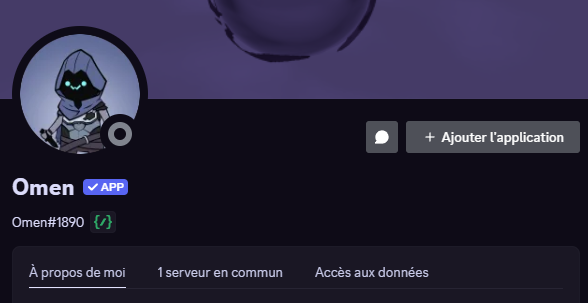 + Ajouter l'application
Omen ✓ APP
Omen#1890 {/}
À propos de moi 1 serveur en commun Accès aux données